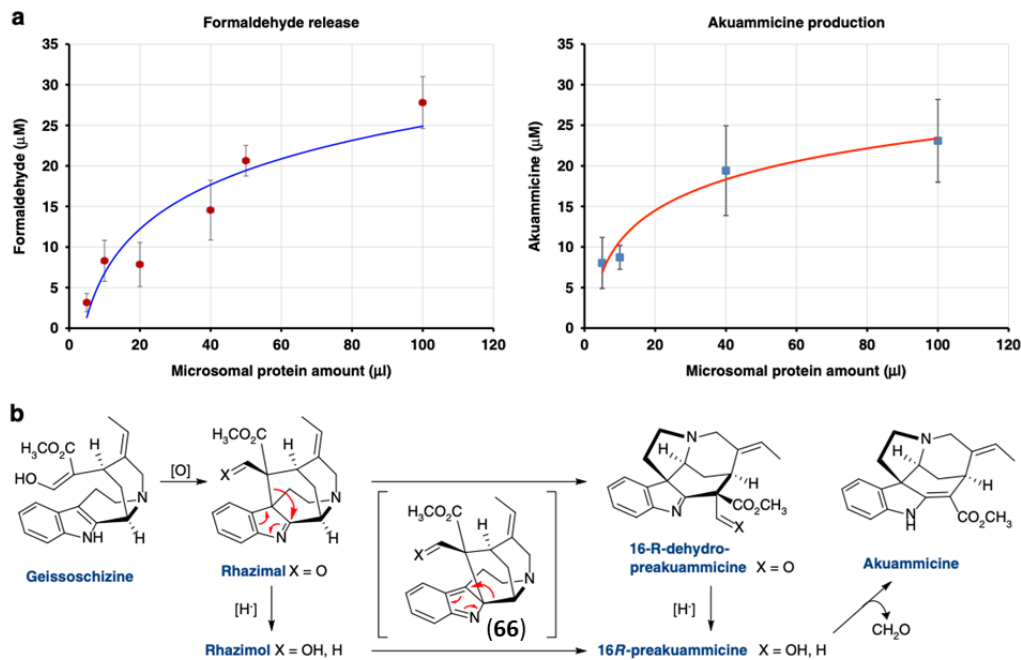 a
Formaldehyde release
Formaldehyde (µM)
35
30
25
20
15
10
5
0
0 20 40 60 80 100 120
Microsomal protein amount (µl)
Akuammicine production
Akuammicine (µM)
35
30
25
20
15
10
5
0
0 20 40 60 80 100 120
Microsomal protein amount (µl)
b
CO₂CH₃
H
HO
N
NH
H
Geissoschizine
[O]
CH₃OC
H
X
N
N
H
Rhazimal X = O
[H-]
Rhazimol X = OH, H
CH₃OC
H
X
N
N
(66)
N
H
H
N
CO₂CH₃
X
16-R-dehydro-
preakuammicine X = O
[H-]
16R-preakuammicine X = OH, H
CH₂O
N
H
H
N
H
CO₂CH₃
Akuammicine